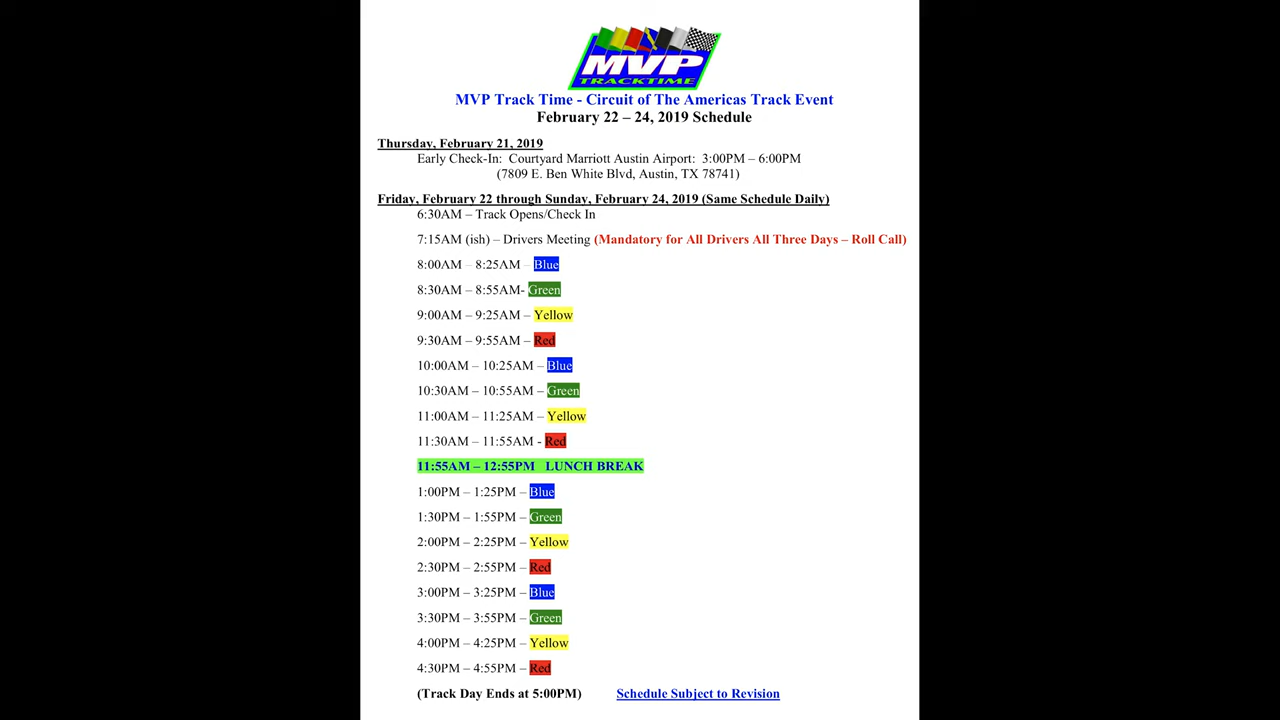 MVP
TRACKTIME
MVP Track Time - Circuit of The Americas Track Event
February 22 – 24, 2019 Schedule
Thursday, February 21, 2019
Early Check-In: Courtyard Marriott Austin Airport: 3:00PM – 6:00PM
(7809 E. Ben White Blvd, Austin, TX 78741)
Friday, February 22 through Sunday, February 24, 2019 (Same Schedule Daily)
6:30AM – Track Opens/Check In
7:15AM (ish) – Drivers Meeting (Mandatory for All Drivers All Three Days – Roll Call)
8:00AM – 8:25AM – Blue
8:30AM – 8:55AM- Green
9:00AM – 9:25AM – Yellow
9:30AM – 9:55AM – Red
10:00AM – 10:25AM – Blue
10:30AM – 10:55AM – Green
11:00AM – 11:25AM – Yellow
11:30AM – 11:55AM - Red
11:55AM – 12:55PM LUNCH BREAK
1:00PM – 1:25PM – Blue
1:30PM – 1:55PM – Green
2:00PM – 2:25PM – Yellow
2:30PM – 2:55PM – Red
3:00PM – 3:25PM – Blue
3:30PM – 3:55PM – Green
4:00PM – 4:25PM – Yellow
4:30PM – 4:55PM – Red
(Track Day Ends at 5:00PM) Schedule Subject to Revision